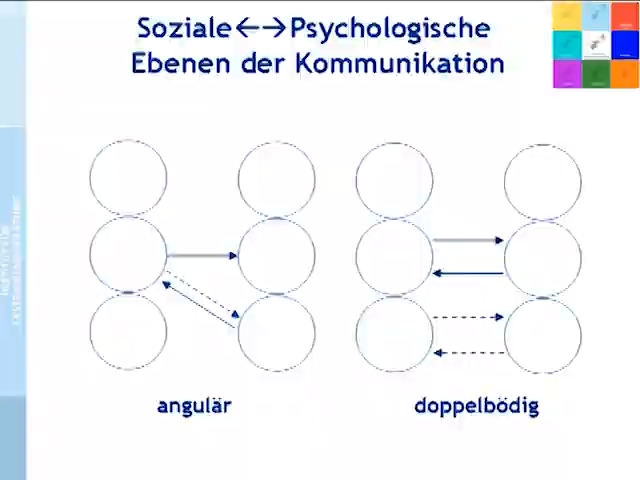 Soziale←→Psychologische
Ebenen der Kommunikation
angulär
doppelbödig